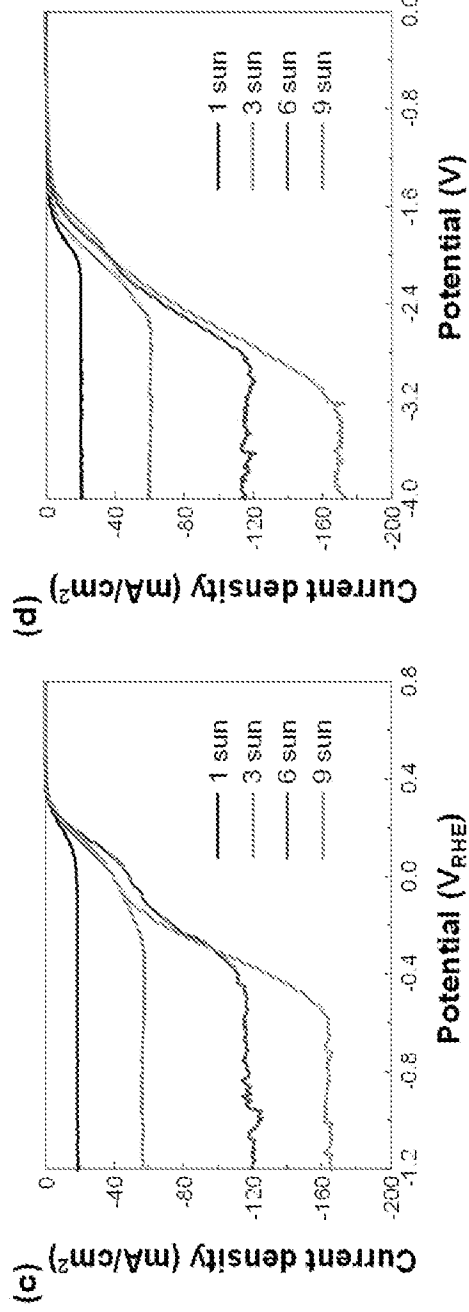 (c)
Current density (mA/cm²)
0
-40
-80
-120
-160
-200
-1.2
-0.8
-0.4
0.0
0.4
0.8
Potential (V_RHE)
1 sun
3 sun
6 sun
9 sun
(d)
Current density (mA/cm²)
0
-40
-80
-120
-160
-200
-4.0
-3.2
-2.4
-1.6
-0.8
0.0
Potential (V)
1 sun
3 sun
6 sun
9 sun